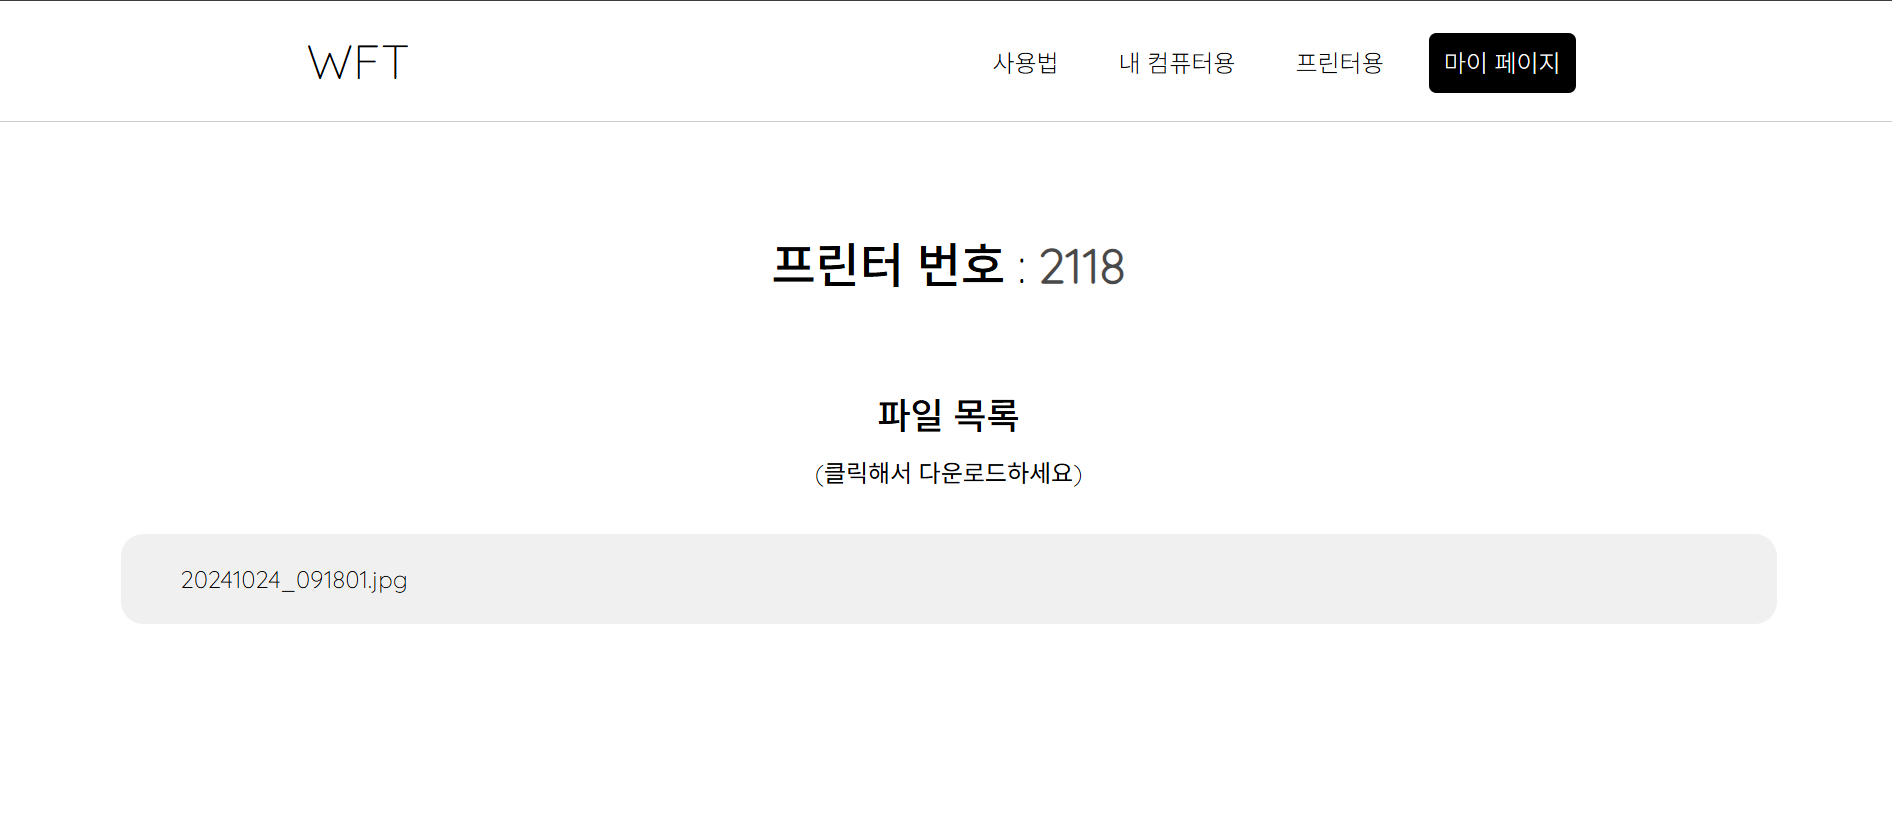 WFT
사용법
내 컴퓨터용
프린터용
마이 페이지
프린터 번호 : 2118
파일 목록
(클릭해서 다운로드하세요)
20241024_091801.jpg